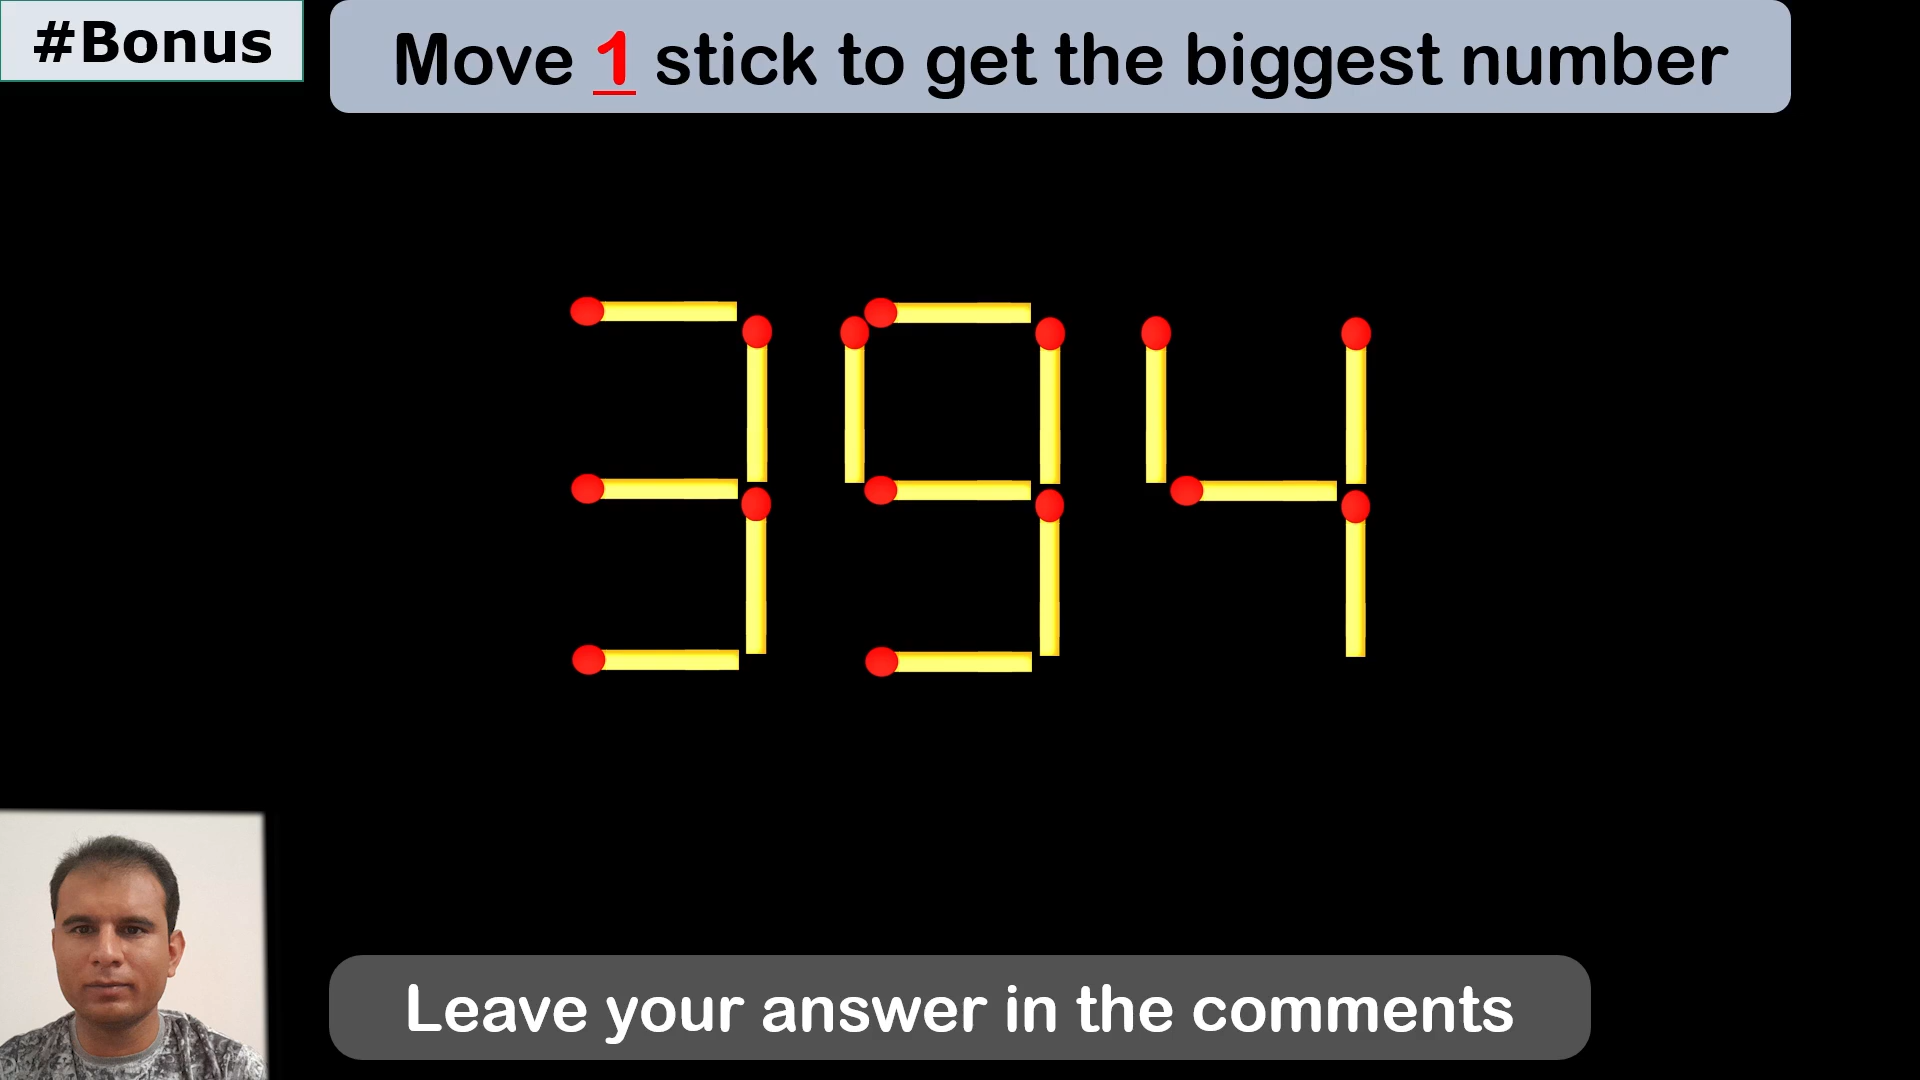 #Bonus
Move 1 stick to get the biggest number
394
Leave your answer in the comments